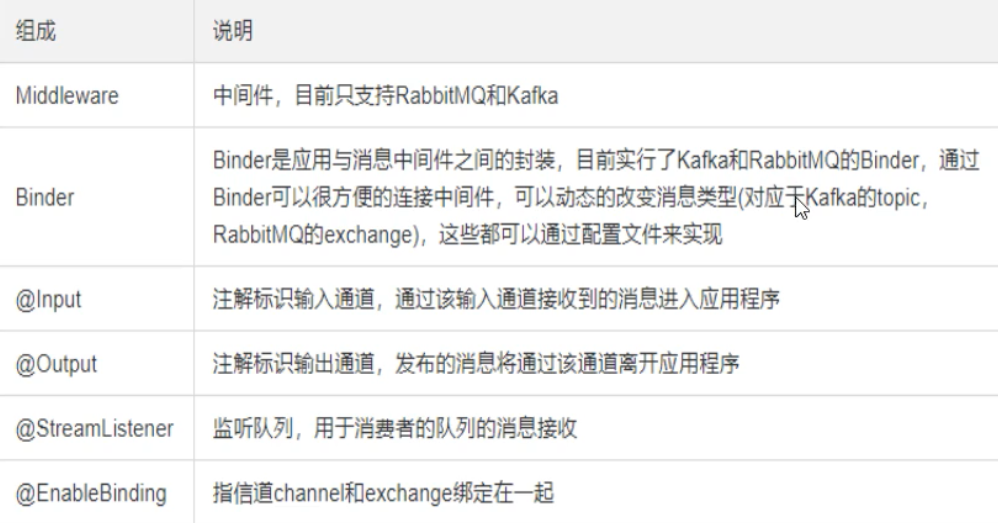 组成 说明
Middleware 中间件，目前只支持RabbitMQ和Kafka
Binder是应用与消息中间件之间的封装，目前实行了Kafka和RabbitMQ的Binder，通过
Binder Binder可以很方便的连接中间件，可以动态的改变消息类型(对应于Kafka的topic，
RabbitMQ的exchange)，这些都可以通过配置文件来实现
@Input 注解标识输入通道，通过该输入通道接收到的消息进入应用程序
@Output 注解标识输出通道，发布的消息将通过该通道离开应用程序
@StreamListener 监听队列，用于消费者的队列的消息接收
@EnableBinding 指信道channel和exchange绑定在一起